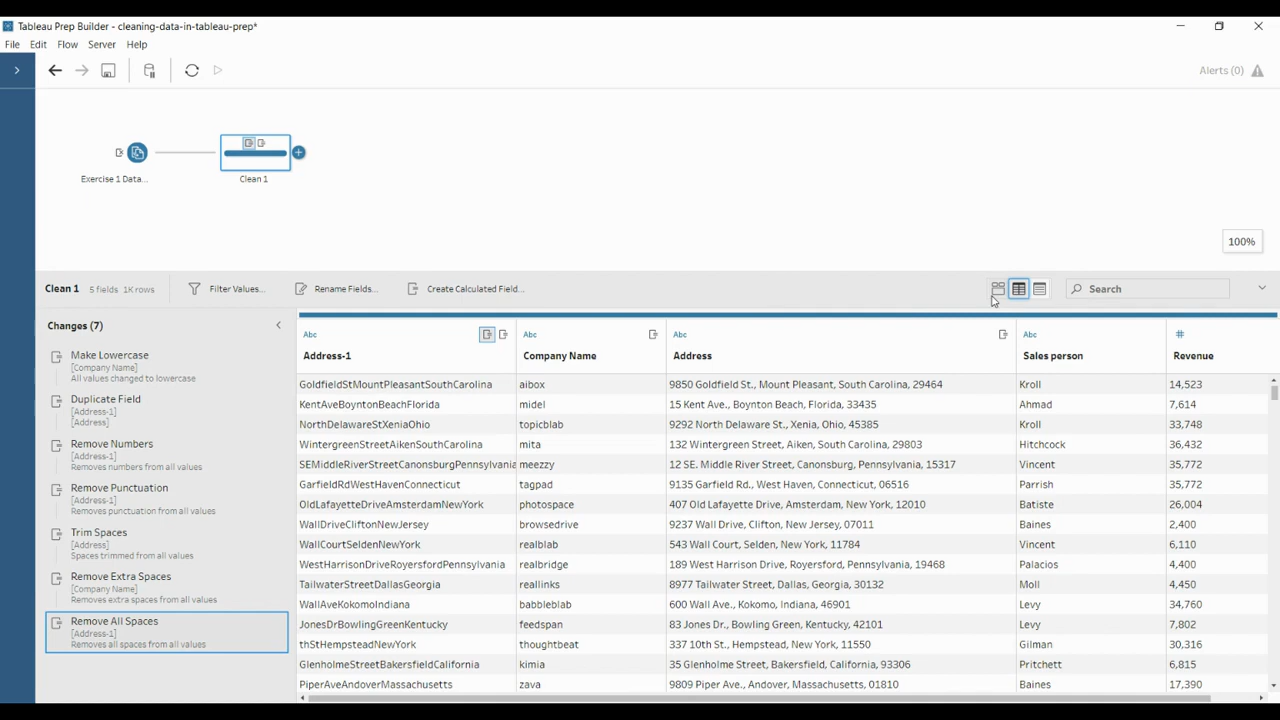 Tableau Prep Builder - cleaning-data-in-tableau-prep*
File Edit Flow Server Help
Alerts (0)
Exercise 1 Data...
Clean 1
100%
Clean 1 5 fields 1K rows Filter Values... Rename Fields... Create Calculated Field... Search
Changes (7)
Make Lowercase
[Company Name]
All values changed to lowercase
Duplicate Field
[Address-1]
[Address]
Remove Numbers
[Address-1]
Removes numbers from all values
Remove Punctuation
[Address-1]
Removes punctuation from all values
Trim Spaces
[Address]
Spaces trimmed from all values
Remove Extra Spaces
[Company Name]
Removes extra spaces from all values
Remove All Spaces
[Address-1]
Removes all spaces from all values
Abc Abc Abc Abc #
Address-1 Company Name Address Sales person Revenue
GoldfieldStMountPleasantSouthCarolina aibox 9850 Goldfield St., Mount Pleasant, South Carolina, 29464 Kroll 14,523
KentAveBoyntonBeachFlorida midel 15 Kent Ave., Boynton Beach, Florida, 33435 Ahmad 7,614
NorthDelawareStXeniaOhio topicblab 9292 North Delaware St., Xenia, Ohio, 45385 Kroll 33,748
WintergreenStreetAikenSouthCarolina mita 132 Wintergreen Street, Aiken, South Carolina, 29803 Hitchcock 36,432
SEMiddleRiverStreetCanonsburgPennsylvania meezzy 12 SE. Middle River Street, Canonsburg, Pennsylvania, 15317 Vincent 35,772
GarfieldRdWestHavenConnecticut tagpad 9135 Garfield Rd., West Haven, Connecticut, 06516 Parrish 35,772
OldLafayetteDriveAmsterdamNewYork photospace 407 Old Lafayette Drive, Amsterdam, New York, 12010 Batiste 26,004
WallDriveCliftonNewJersey browsedrive 9237 Wall Drive, Clifton, New Jersey, 07011 Baines 2,400
WallCourtSeldenNewYork realblab 543 Wall Court, Selden, New York, 11784 Vincent 6,110
WestHarrisonDriveRoyersfordPennsylvania realbridge 189 West Harrison Drive, Royersford, Pennsylvania, 19468 Palacios 4,400
TailwaterStreetDallasGeorgia reallinks 8977 Tailwater Street, Dallas, Georgia, 30132 Moll 4,450
WallAveKokomoIndiana babbleblab 600 Wall Ave., Kokomo, Indiana, 46901 Levy 34,760
JonesDrBowlingGreenKentucky feedspan 83 Jones Dr., Bowling Green, Kentucky, 42101 Levy 7,802
thStHempsteadNewYork thoughtbeat 337 10th St., Hempstead, New York, 11550 Gilman 30,316
GlenholmeStreetBakersfieldCalifornia kimia 35 Glenholme Street, Bakersfield, California, 93306 Pritchett 6,815
PiperAveAndoverMassachusetts zava 9809 Piper Ave., Andover, Massachusetts, 01810 Baines 17,390